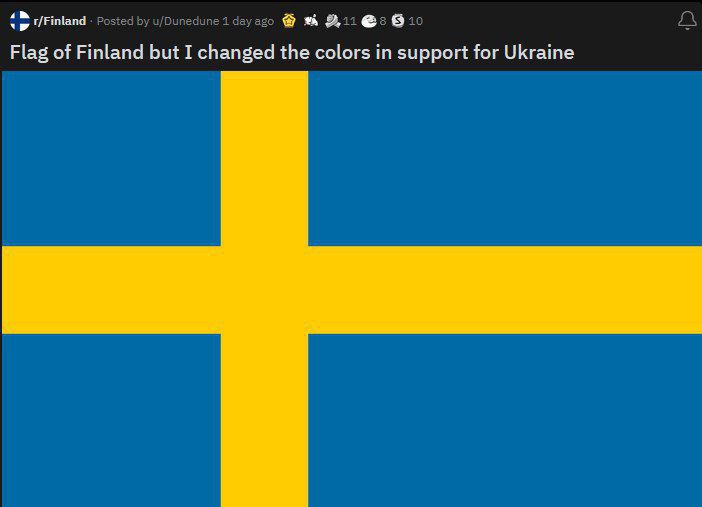 r/Finland · Posted by u/Dunedune 1 day ago 11 8 S 10
Flag of Finland but I changed the colors in support for Ukraine